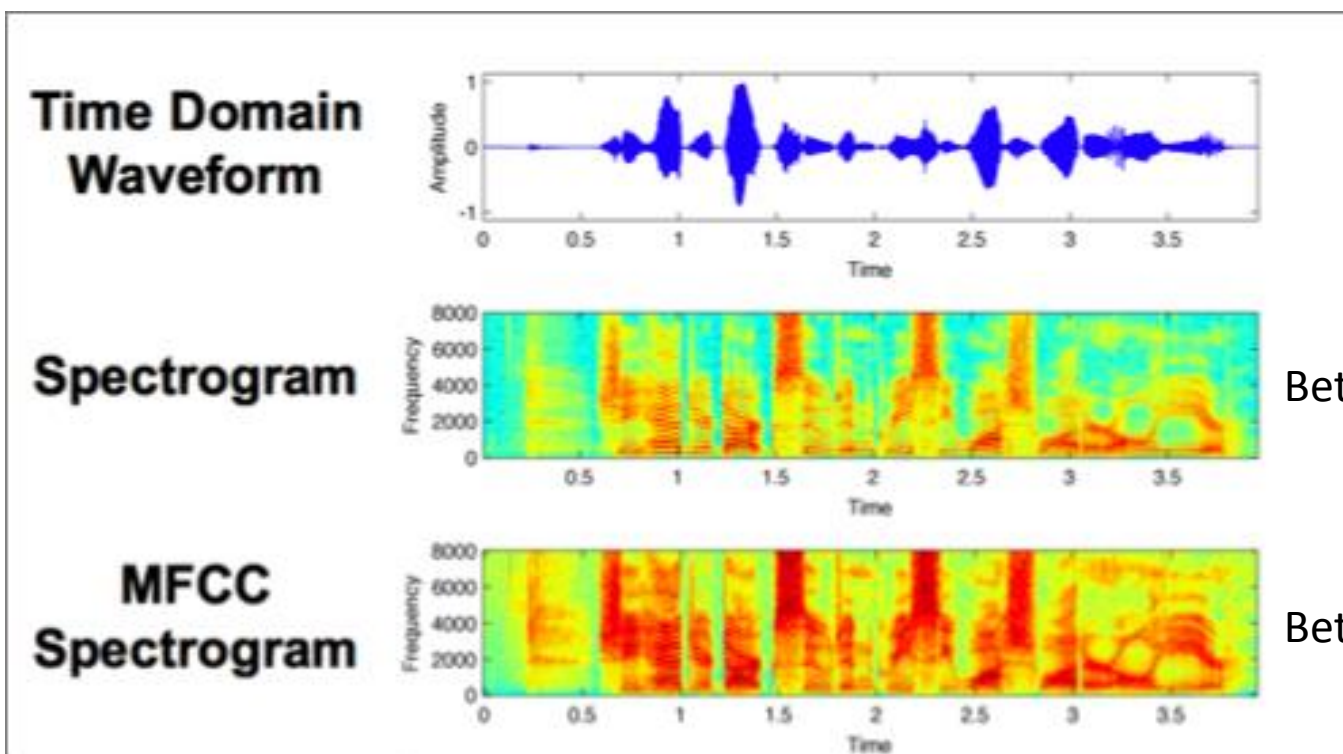 Time Domain
Waveform
Amplitude
1
0
-1
0 0.5 1 1.5 2 2.5 3 3.5
Time
Spectrogram
Frequency
8000
6000
4000
2000
0
0.5 1 1.5 2 2.5 3 3.5
Time
Bet
MFCC
Spectrogram
Frequency
8000
6000
4000
2000
0
0 0.5 1 1.5 2 2.5 3 3.5
Time
Bet